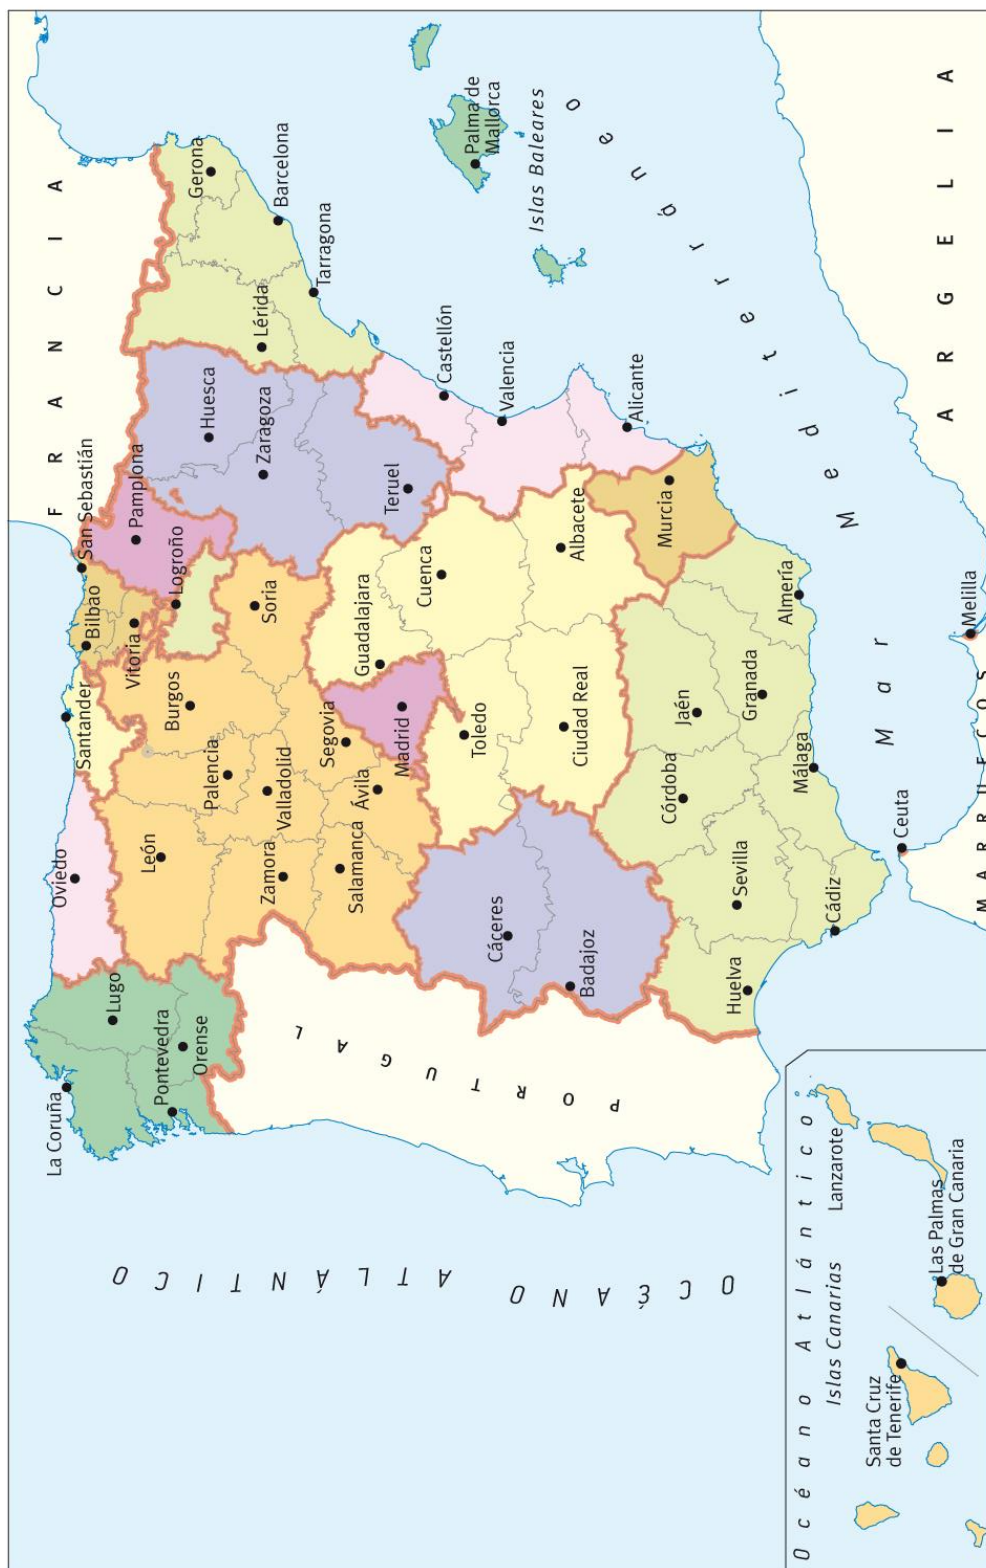 OCÉANO ATLÁNTICO
FRANCIA
La Coruña
Lugo
Pontevedra
Orense
Oviedo
Santander
Bilbao
San Sebastián
Vitoria
Pamplona
Logroño
León
Burgos
Palencia
Valladolid
Zamora
Soria
Segovia
Salamanca
Ávila
Huesca
Zaragoza
Teruel
Lérida
Gerona
Barcelona
Tarragona
Madrid
Guadalajara
Cuenca
Toledo
Ciudad Real
Albacete
Castellón
Valencia
Alicante
Islas Baleares
Palma de
Mallorca
PORTUGAL
Cáceres
Badajoz
Murcia
Huelva
Sevilla
Córdoba
Jaén
Granada
Almería
Málaga
Cádiz
Mar Mediterráneo
Ceuta
Melilla
MARRUECOS
ARGELIA
Océano Atlántico
Islas Canarias
Lanzarote
Santa Cruz
de Tenerife
Las Palmas
de Gran Canaria